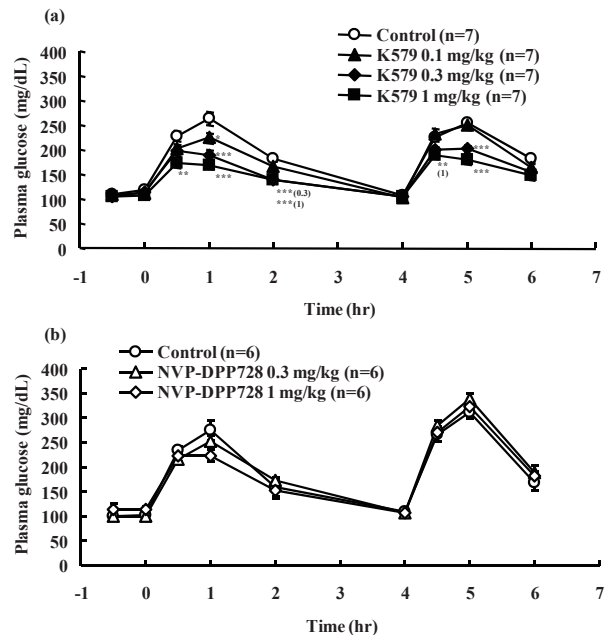 (a)
Control (n=7)
K579 0.1 mg/kg (n=7)
K579 0.3 mg/kg (n=7)
K579 1 mg/kg (n=7)
Plasma glucose (mg/dL)
400
350
300
250
200
150
100
50
0
*
***
**
***
***(0.3)
***(1)
***
**
(1)
***
-1 0 1 2 3 4 5 6 7
Time (hr)
(b)
Control (n=6)
NVP-DPP728 0.3 mg/kg (n=6)
NVP-DPP728 1 mg/kg (n=6)
Plasma glucose (mg/dL)
400
350
300
250
200
150
100
50
0
-1 0 1 2 3 4 5 6 7
Time (hr)